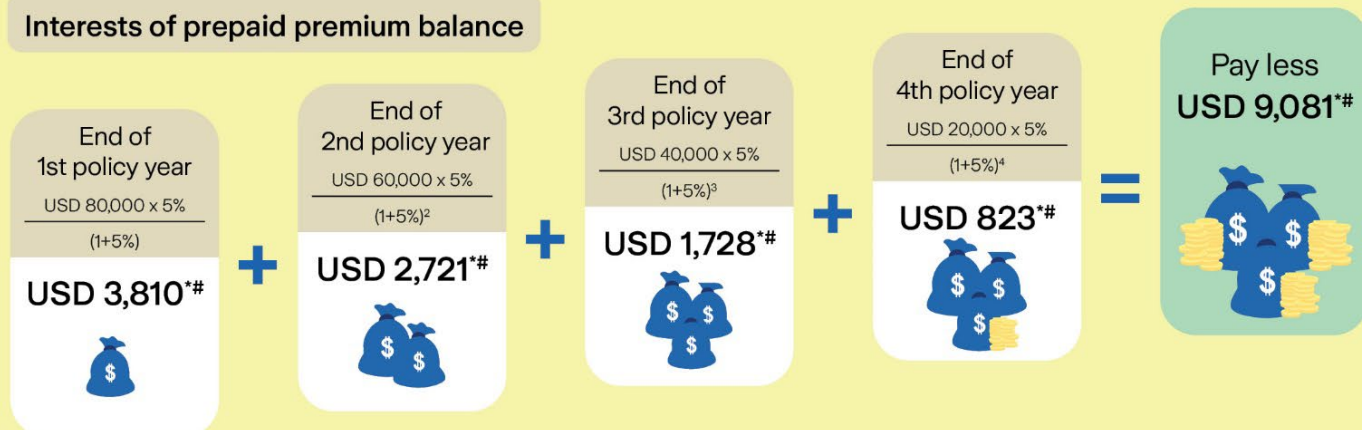 Interests of prepaid premium balance
End of
1st policy year
USD 80,000 x 5%
(1+5%)
USD 3,810*#
+
End of
2nd policy year
USD 60,000 x 5%
(1+5%)²
USD 2,721*#
+
End of
3rd policy year
USD 40,000 x 5%
(1+5%)³
USD 1,728*#
+
End of
4th policy year
USD 20,000 x 5%
(1+5%)⁴
USD 823*#
=
Pay less
USD 9,081*#
$
$ $
$ $
$
$ $
$
$ $
$